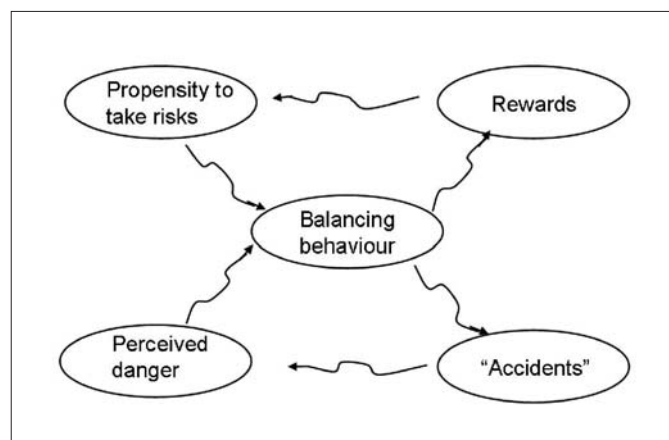 Propensity to
take risks
Rewards
Balancing
behaviour
Perceived
danger
“Accidents”